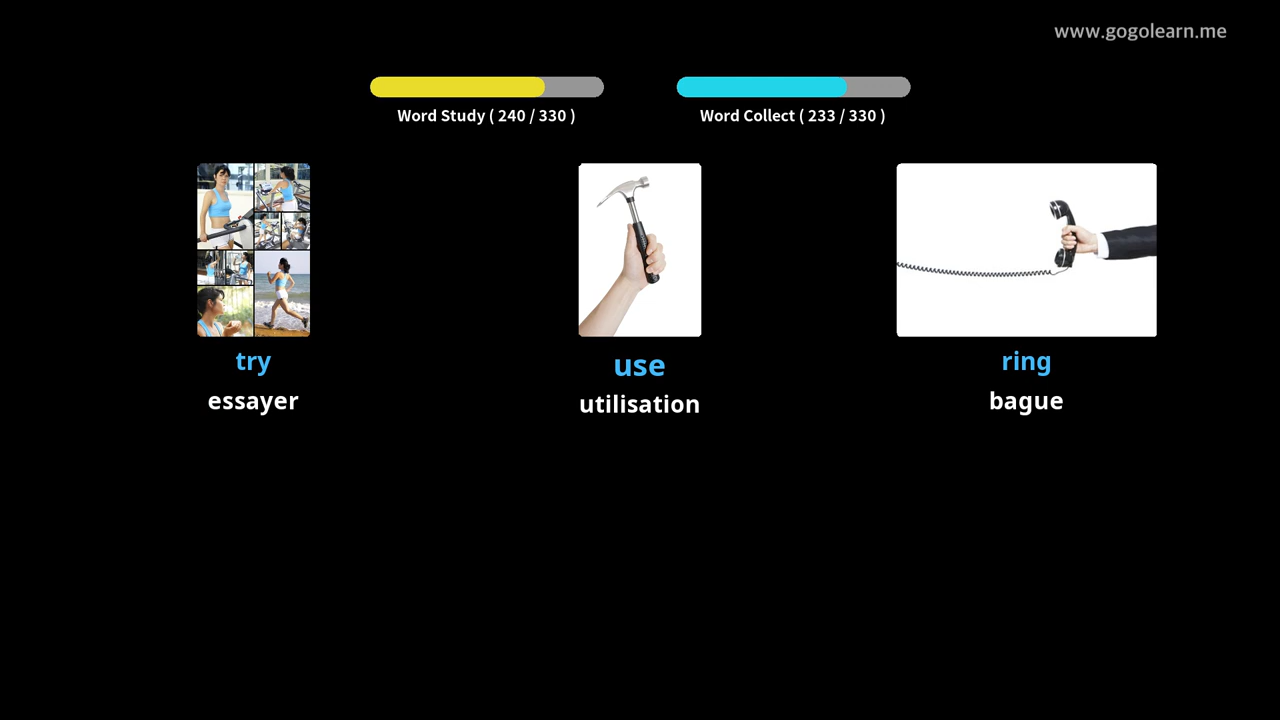 www.gogolearn.me
Word Study ( 240 / 330 )
Word Collect ( 233 / 330 )
try
essayer
use
utilisation
ring
bague